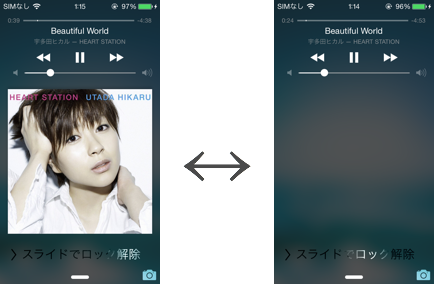 SIMなし 1:15 97%
0:39 -4:38
Beautiful World
宇多田ヒカル — HEART STATION
HEART STATION UTADA HIKARU
スライドでロック解除
SIMなし 1:14 96%
0:24 -4:53
Beautiful World
宇多田ヒカル — HEART STATION
スライドでロック解除